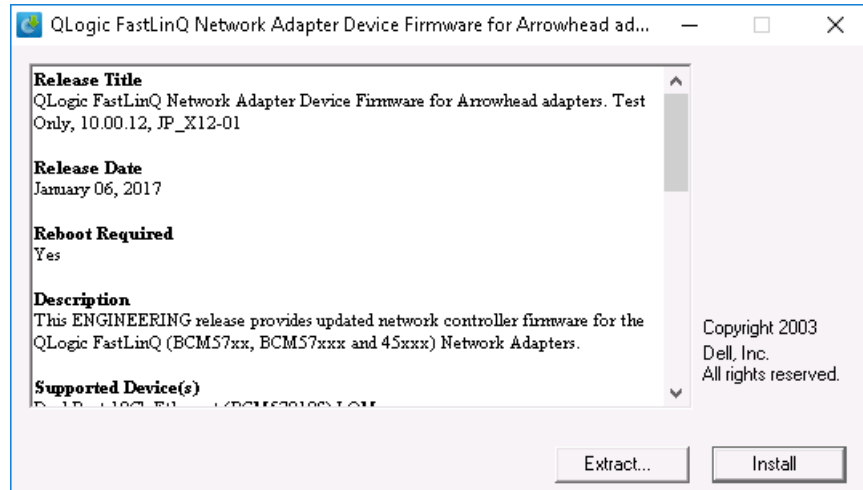 QLogic FastLinQ Network Adapter Device Firmware for Arrowhead ad...
Release Title
QLogic FastLinQ Network Adapter Device Firmware for Arrowhead adapters. Test
Only, 10.00.12, JP_X12-01
Release Date
January 06, 2017
Reboot Required
Yes
Description
This ENGINEERING release provides updated network controller firmware for the
QLogic FastLinQ (BCM57xx, BCM57xxx and 45xxx) Network Adapters.
Supported Device(s)
Copyright 2003
Dell, Inc.
All rights reserved.
Extract...
Install